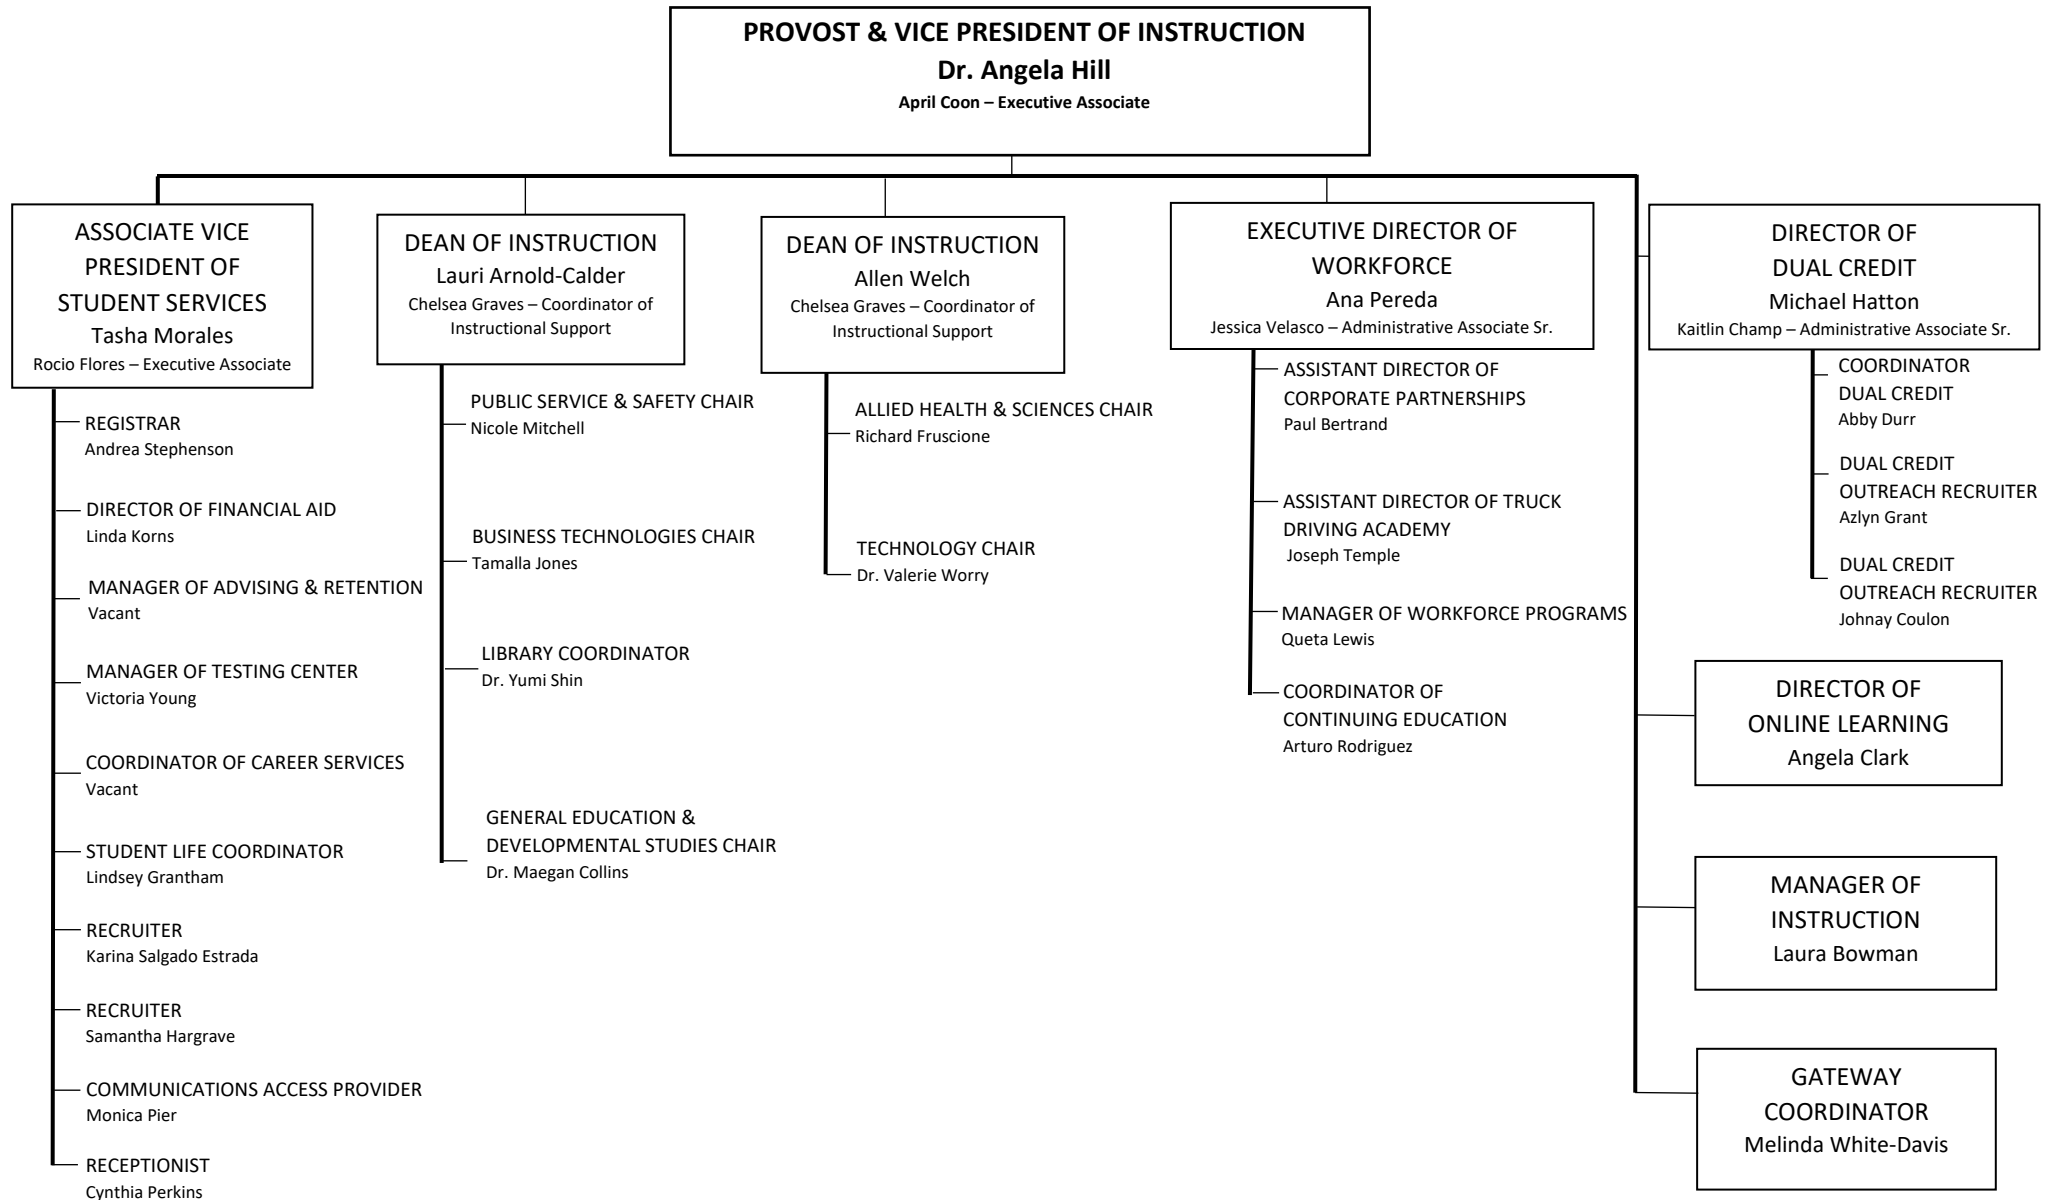 PROVOST & VICE PRESIDENT OF INSTRUCTION
Dr. Angela Hill
April Coon – Executive Associate
ASSOCIATE VICE
PRESIDENT OF
STUDENT SERVICES
Tasha Morales
Rocio Flores – Executive Associate
REGISTRAR
Andrea Stephenson
DIRECTOR OF FINANCIAL AID
Linda Korns
MANAGER OF ADVISING & RETENTION
Vacant
MANAGER OF TESTING CENTER
Victoria Young
COORDINATOR OF CAREER SERVICES
Vacant
STUDENT LIFE COORDINATOR
Lindsey Grantham
RECRUITER
Karina Salgado Estrada
RECRUITER
Samantha Hargrave
COMMUNICATIONS ACCESS PROVIDER
Monica Pier
RECEPTIONIST
Cynthia Perkins
DEAN OF INSTRUCTION
Lauri Arnold-Calder
Chelsea Graves – Coordinator of
Instructional Support
PUBLIC SERVICE & SAFETY CHAIR
Nicole Mitchell
BUSINESS TECHNOLOGIES CHAIR
Tamalla Jones
LIBRARY COORDINATOR
Dr. Yumi Shin
GENERAL EDUCATION &
DEVELOPMENTAL STUDIES CHAIR
Dr. Maegan Collins
DEAN OF INSTRUCTION
Allen Welch
Chelsea Graves – Coordinator of
Instructional Support
ALLIED HEALTH & SCIENCES CHAIR
Richard Fruscione
TECHNOLOGY CHAIR
Dr. Valerie Worry
EXECUTIVE DIRECTOR OF
WORKFORCE
Ana Pereda
Jessica Velasco – Administrative Associate Sr.
ASSISTANT DIRECTOR OF
CORPORATE PARTNERSHIPS
Paul Bertrand
ASSISTANT DIRECTOR OF TRUCK
DRIVING ACADEMY
Joseph Temple
MANAGER OF WORKFORCE PROGRAMS
Queta Lewis
COORDINATOR OF
CONTINUING EDUCATION
Arturo Rodriguez
DIRECTOR OF
DUAL CREDIT
Michael Hatton
Kaitlin Champ – Administrative Associate Sr.
COORDINATOR
DUAL CREDIT
Abby Durr
DUAL CREDIT
OUTREACH RECRUITER
Azlyn Grant
DUAL CREDIT
OUTREACH RECRUITER
Johnay Coulon
DIRECTOR OF
ONLINE LEARNING
Angela Clark
MANAGER OF
INSTRUCTION
Laura Bowman
GATEWAY
COORDINATOR
Melinda White-Davis